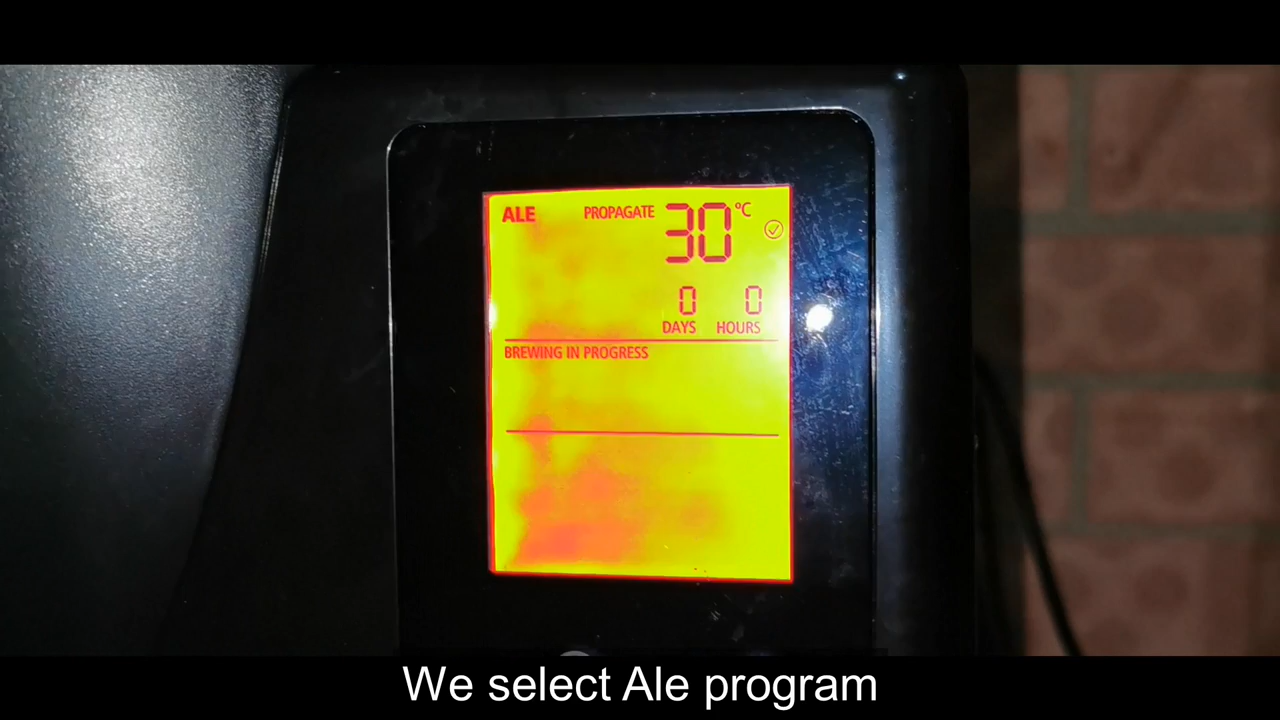 ALE PROPAGATE 30 °C
0 0
DAYS HOURS
BREWING IN PROGRESS
We select Ale program